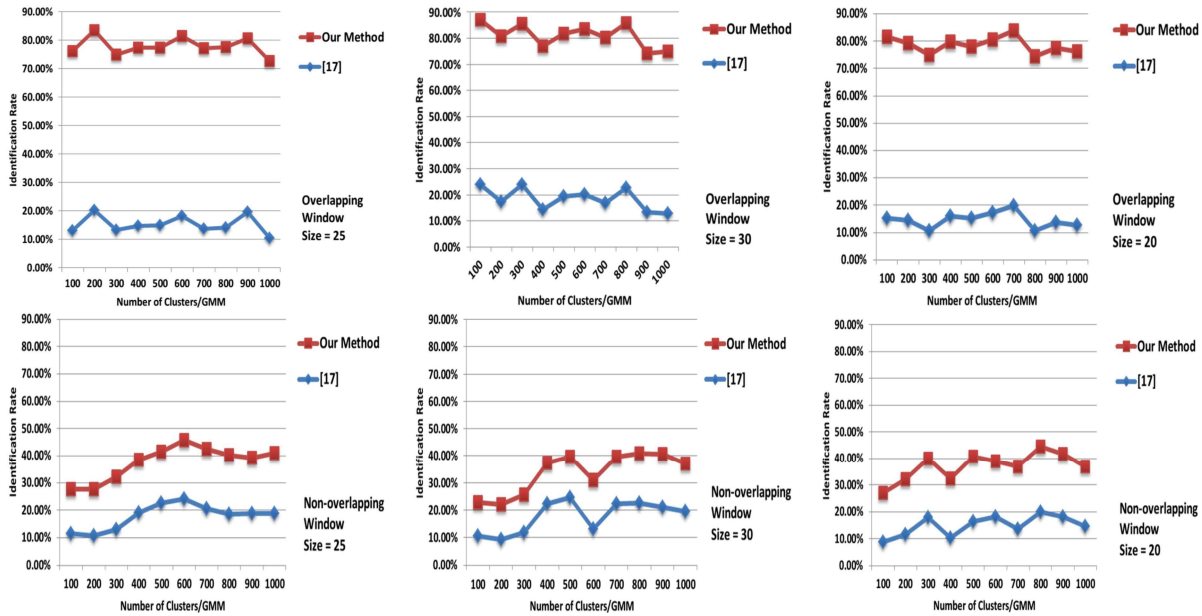 Identification Rate
90.00%
80.00%
70.00%
60.00%
50.00%
40.00%
30.00%
20.00%
10.00%
0.00%
100 200 300 400 500 600 700 800 900 1000
Number of Clusters/GMM
Our Method
[17]
Overlapping
Window
Size = 25
Identification Rate
90.00%
80.00%
70.00%
60.00%
50.00%
40.00%
30.00%
20.00%
10.00%
0.00%
100 200 300 400 500 600 700 800 900 1000
Number of Clusters/GMM
Our Method
[17]
Overlapping
Window
Size = 30
Identification Rate
90.00%
80.00%
70.00%
60.00%
50.00%
40.00%
30.00%
20.00%
10.00%
0.00%
100 200 300 400 500 600 700 800 900 1000
Number of Clusters/GMM
Our Method
[17]
Overlapping
Window
Size = 20
Identification Rate
90.00%
80.00%
70.00%
60.00%
50.00%
40.00%
30.00%
20.00%
10.00%
0.00%
100 200 300 400 500 600 700 800 900 1000
Number of Clusters/GMM
Our Method
[17]
Non-overlapping
Window
Size = 25
Identification Rate
90.00%
80.00%
70.00%
60.00%
50.00%
40.00%
30.00%
20.00%
10.00%
0.00%
100 200 300 400 500 600 700 800 900 1000
Number of Clusters/GMM
Our Method
[17]
Non-overlapping
Window
Size = 30
Identification Rate
90.00%
80.00%
70.00%
60.00%
50.00%
40.00%
30.00%
20.00%
10.00%
0.00%
100 200 300 400 500 600 700 800 900 1000
Number of Clusters/GMM
Our Method
[17]
Non-overlapping
Window
Size = 20